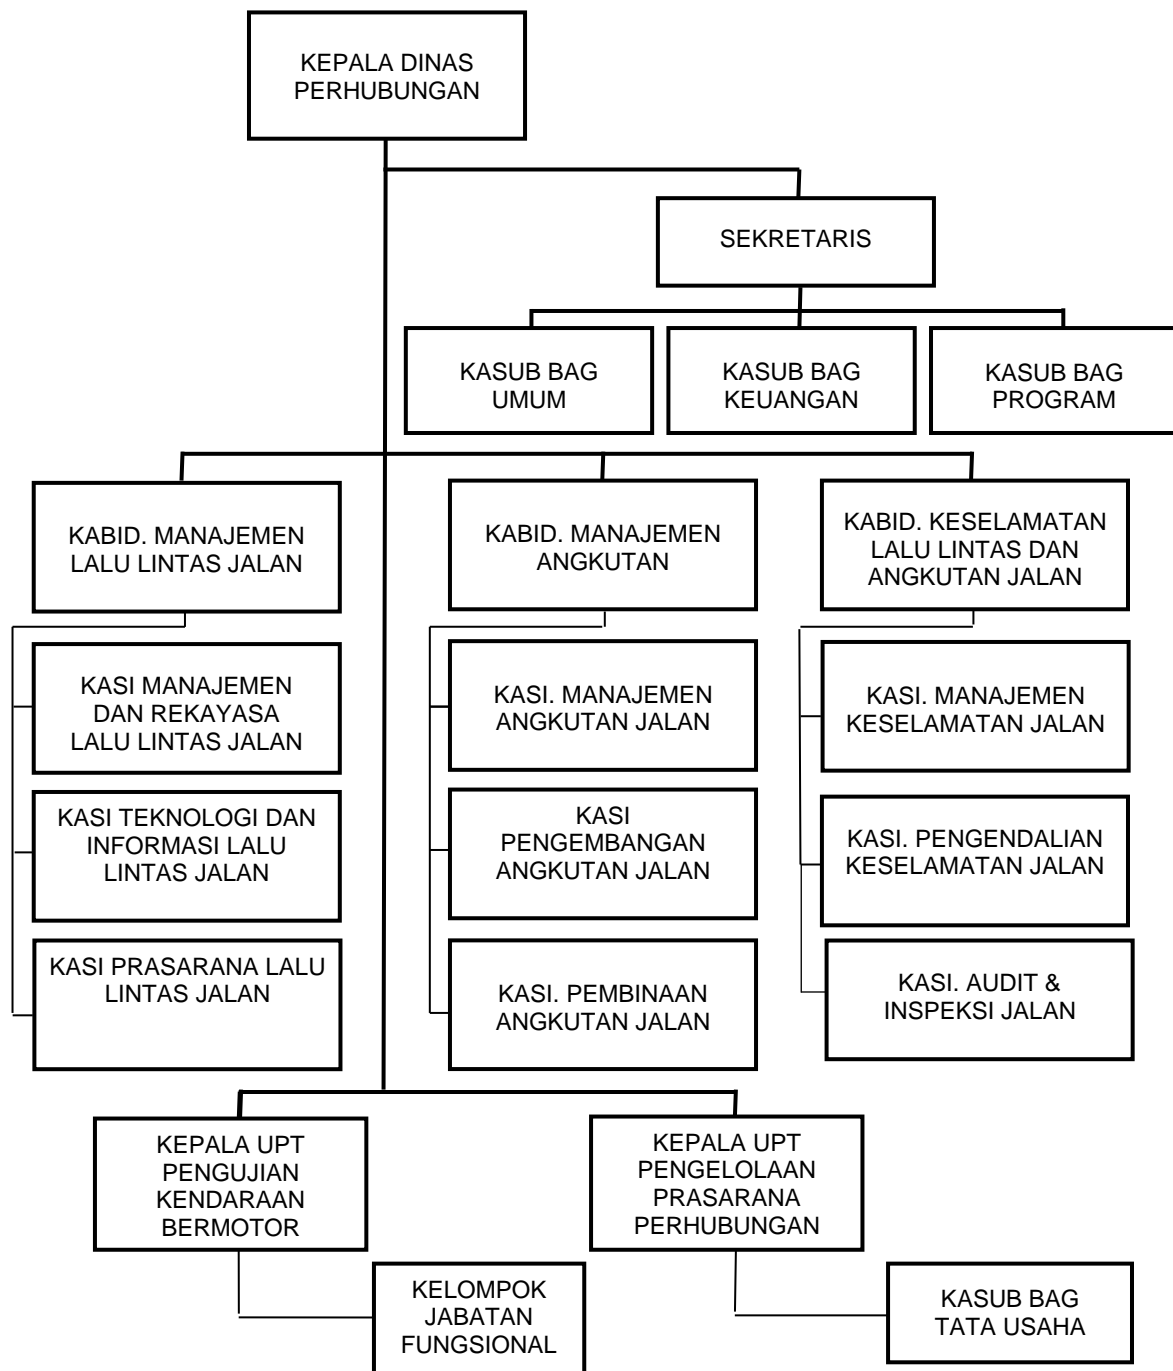 KEPALA DINAS
PERHUBUNGAN
SEKRETARIS
KASUB BAG
UMUM
KASUB BAG
KEUANGAN
KASUB BAG
PROGRAM
KABID. MANAJEMEN
LALU LINTAS JALAN
KABID. MANAJEMEN
ANGKUTAN
KABID. KESELAMATAN
LALU LINTAS DAN
ANGKUTAN JALAN
KASI MANAJEMEN
DAN REKAYASA
LALU LINTAS JALAN
KASI. MANAJEMEN
ANGKUTAN JALAN
KASI. MANAJEMEN
KESELAMATAN JALAN
KASI TEKNOLOGI DAN
INFORMASI LALU
LINTAS JALAN
KASI
PENGEMBANGAN
ANGKUTAN JALAN
KASI. PENGENDALIAN
KESELAMATAN JALAN
KASI PRASARANA LALU
LINTAS JALAN
KASI. PEMBINAAN
ANGKUTAN JALAN
KASI. AUDIT &
INSPEKSI JALAN
KEPALA UPT
PENGUJIAN
KENDARAAN
BERMOTOR
KEPALA UPT
PENGELOLAAN
PRASARANA
PERHUBUNGAN
KELOMPOK
JABATAN
FUNGSIONAL
KASUB BAG
TATA USAHA